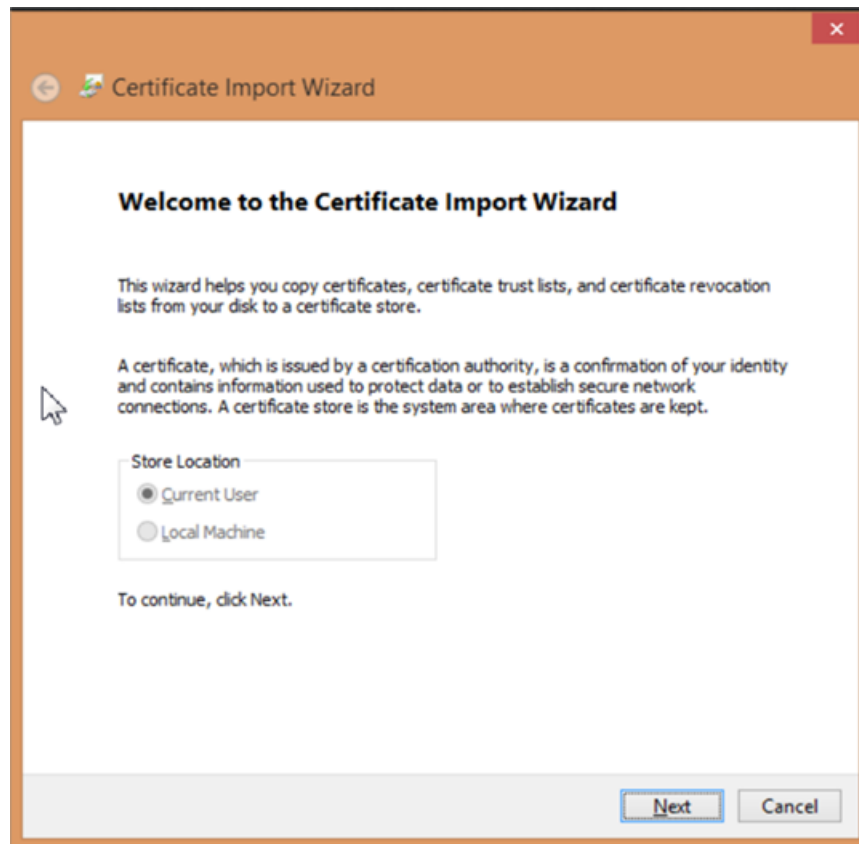 Certificate Import Wizard
Welcome to the Certificate Import Wizard
This wizard helps you copy certificates, certificate trust lists, and certificate revocation
lists from your disk to a certificate store.
A certificate, which is issued by a certification authority, is a confirmation of your identity
and contains information used to protect data or to establish secure network
connections. A certificate store is the system area where certificates are kept.
Store Location
Current User
Local Machine
To continue, click Next.
Next Cancel